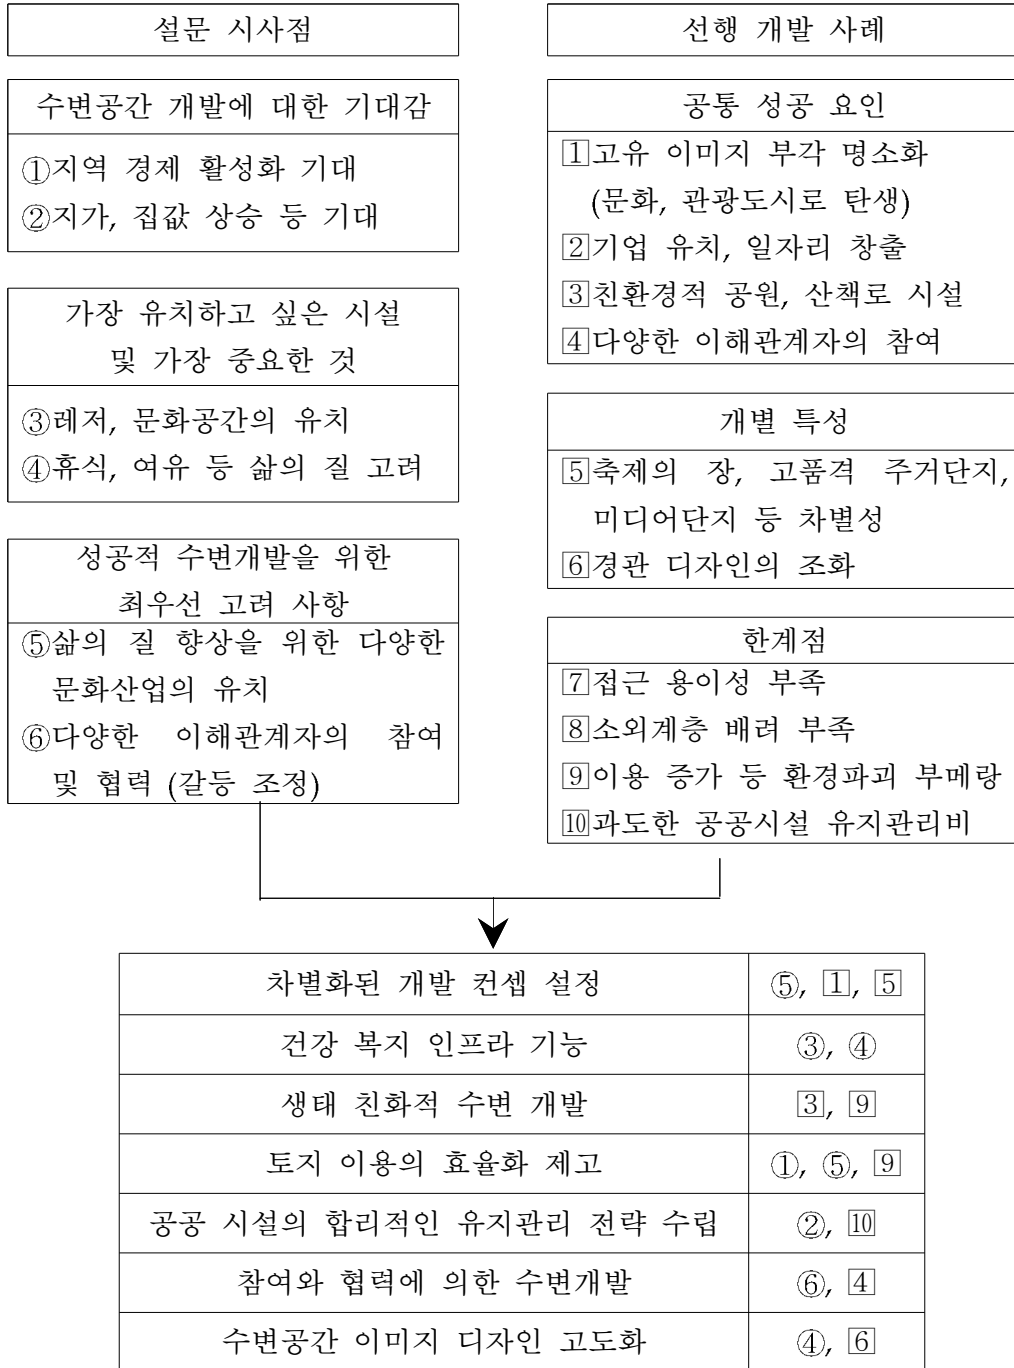 설문 시사점
수변공간 개발에 대한 기대감
①지역 경제 활성화 기대
②지가, 집값 상승 등 기대
가장 유치하고 싶은 시설
및 가장 중요한 것
③레저, 문화공간의 유치
④휴식, 여유 등 삶의 질 고려
성공적 수변개발을 위한
최우선 고려 사항
⑤삶의 질 향상을 위한 다양한
문화산업의 유치
⑥다양한 이해관계자의 참여
및 협력 (갈등 조정)
선행 개발 사례
공통 성공 요인
1고유 이미지 부각 명소화
(문화, 관광도시로 탄생)
2기업 유치, 일자리 창출
3친환경적 공원, 산책로 시설
4다양한 이해관계자의 참여
개별 특성
5축제의 장, 고품격 주거단지,
미디어단지 등 차별성
6경관 디자인의 조화
한계점
7접근 용이성 부족
8소외계층 배려 부족
9이용 증가 등 환경파괴 부메랑
10과도한 공공시설 유지관리비
차별화된 개발 컨셉 설정 ⑤, 1, 5
건강 복지 인프라 기능 ③, ④
생태 친화적 수변 개발 3, 9
토지 이용의 효율화 제고 ①, ⑤, 9
공공 시설의 합리적인 유지관리 전략 수립 ②, 10
참여와 협력에 의한 수변개발 ⑥, 4
수변공간 이미지 디자인 고도화 ④, 6